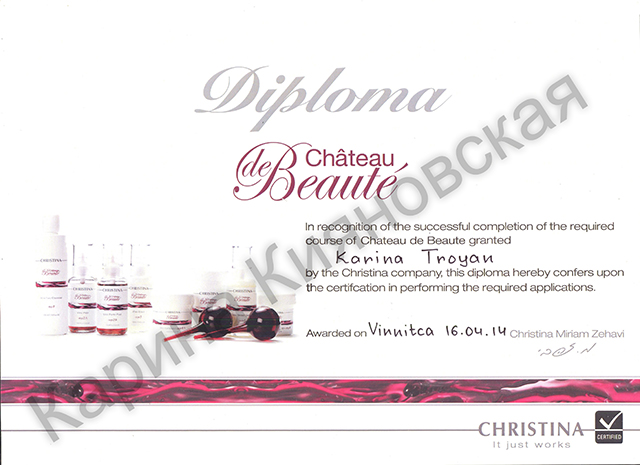 Diploma
Château
de Beauté
In recognition of the successful completion of the required
course of Chateau de Beaute granted
Karina Troyan
by the Christina company, this diploma hereby confers upon
the certifcation in performing the required applications.
Awarded on Vinnitca 16.04.14 Christina Miriam Zehavi
CHRISTINA
CHRISTINA
It just works
CERTIFIED
Карина Кияновская